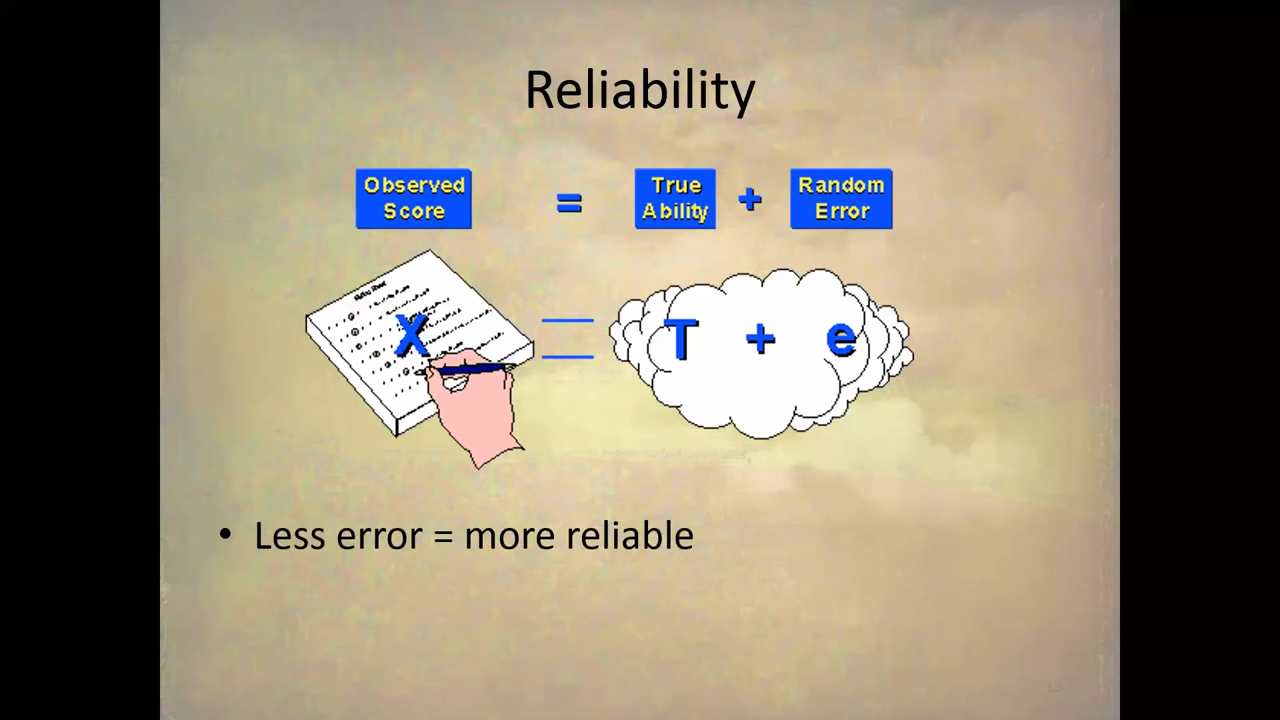 Reliability
Observed
Score
=
True
Ability
+
Random
Error
X
T + e
• Less error = more reliable